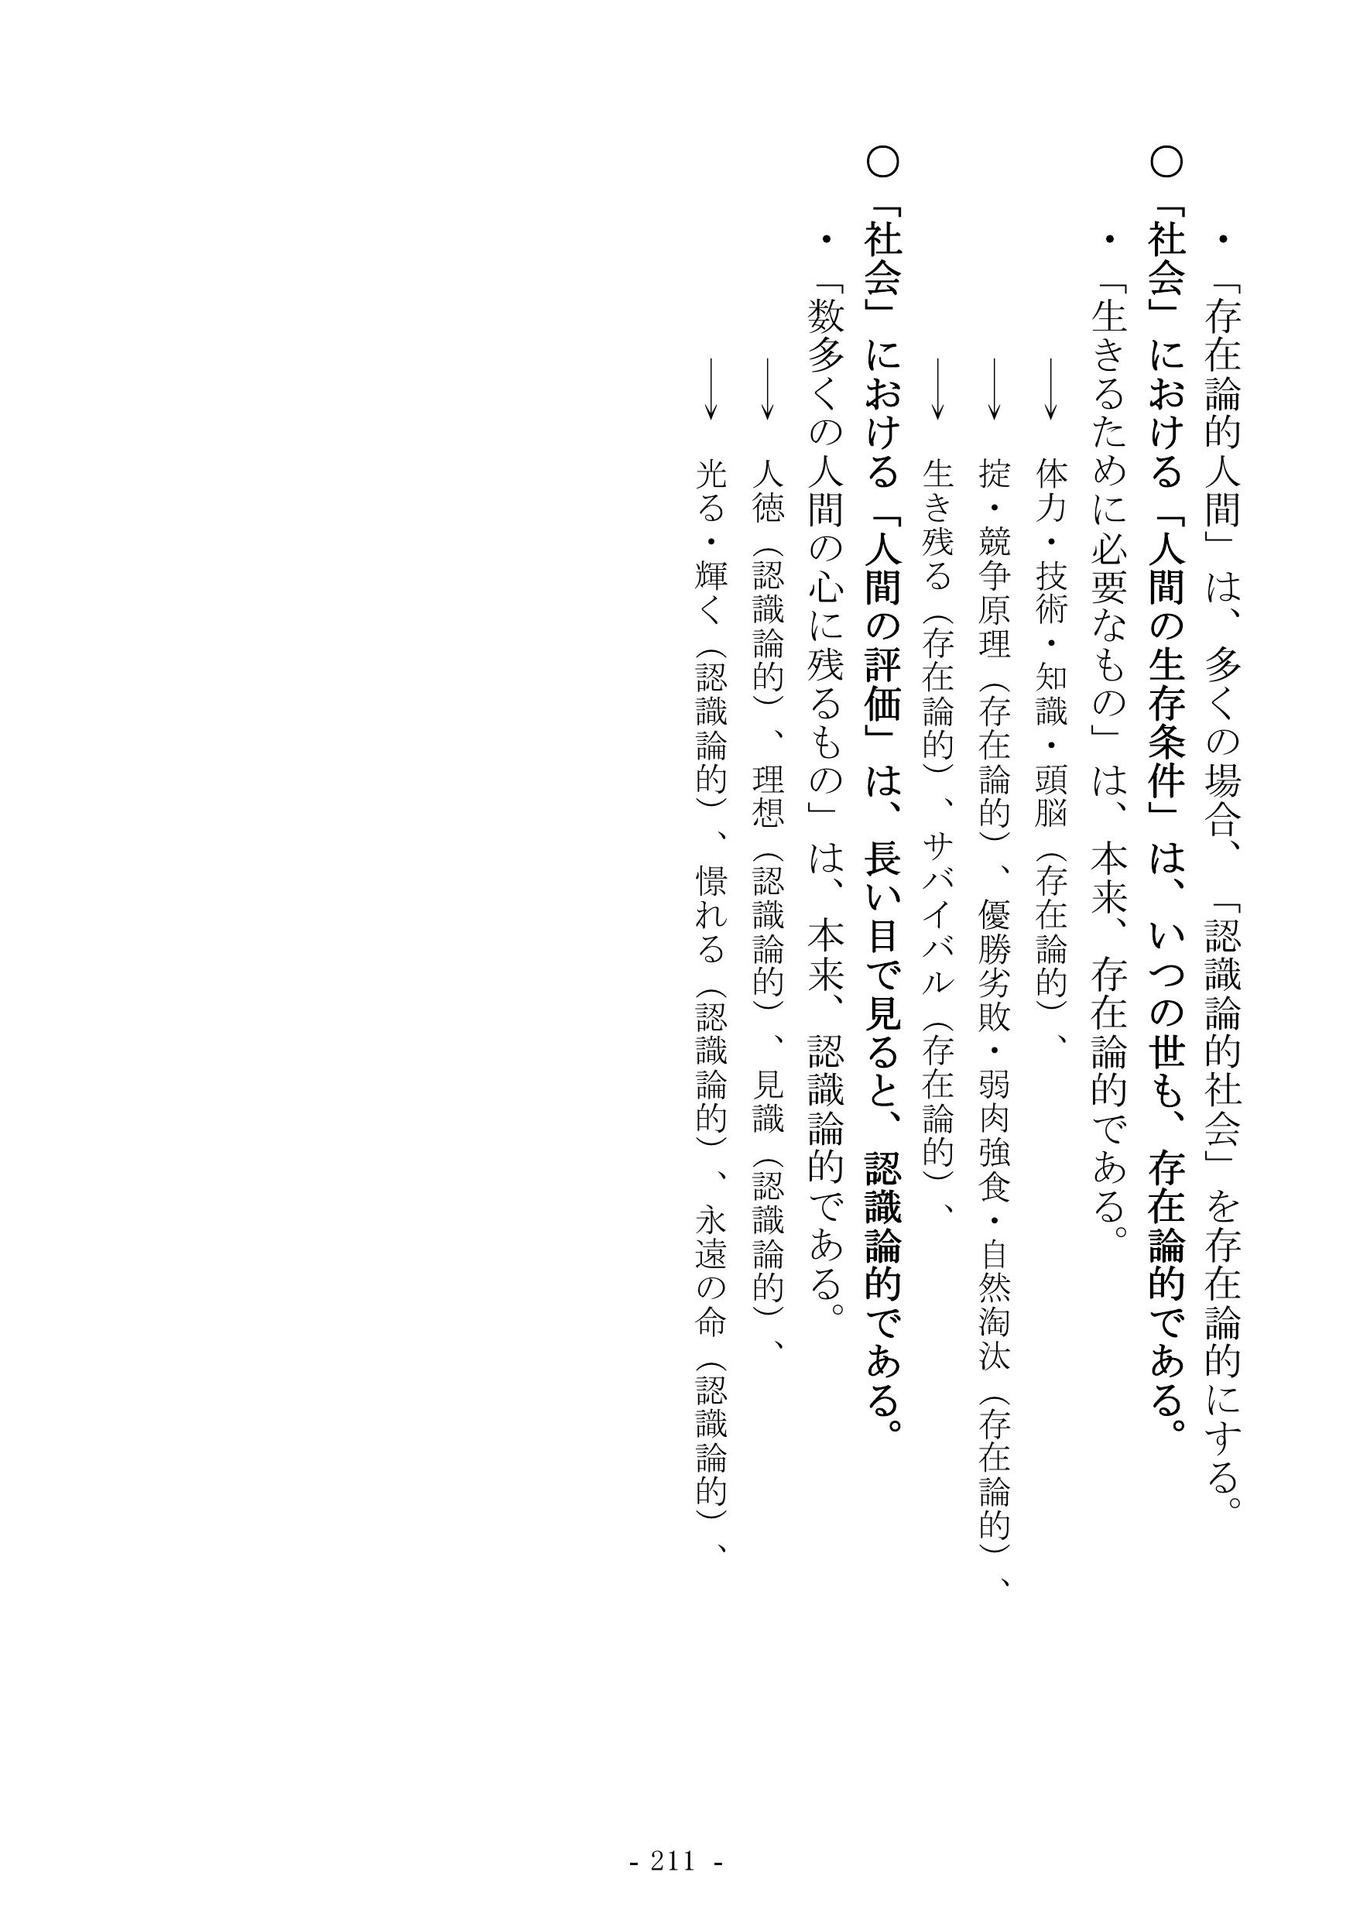 ・「存在論的人間」は、多くの場合、「認識論的社会」を存在論的にする。
〇「社会」における「人間の生存条件」は、いつの世も、存在論的である。
・「生きるために必要なもの」は、本来、存在論的である。
→ 体力・技術・知識・頭脳（存在論的）、
→ 掟・競争原理（存在論的）、優勝劣敗・弱肉強食・自然淘汰（存在論的）、
→ 生き残る（存在論的）、サバイバル（存在論的）、
〇「社会」における「人間の評価」は、長い目で見ると、認識論的である。
・「数多くの人間の心に残るもの」は、本来、認識論的である。
→ 人徳（認識論的）、理想（認識論的）、見識（認識論的）、
→ 光る・輝く（認識論的）、憬れる（認識論的）、永遠の命（認識論的）、
- 211 -